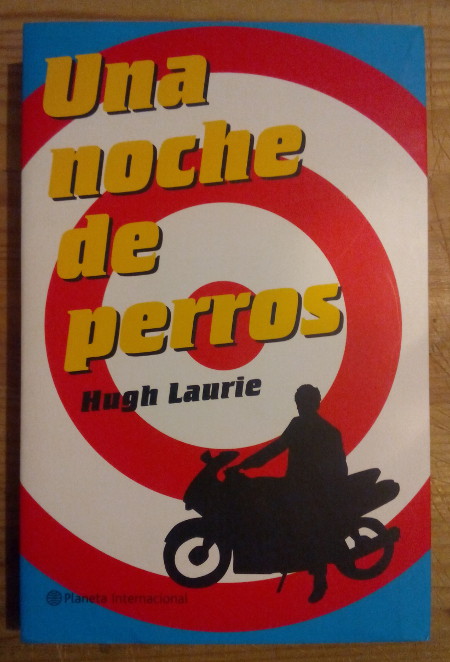 Una
noche
de
perros
Hugh Laurie
Planeta Internacional